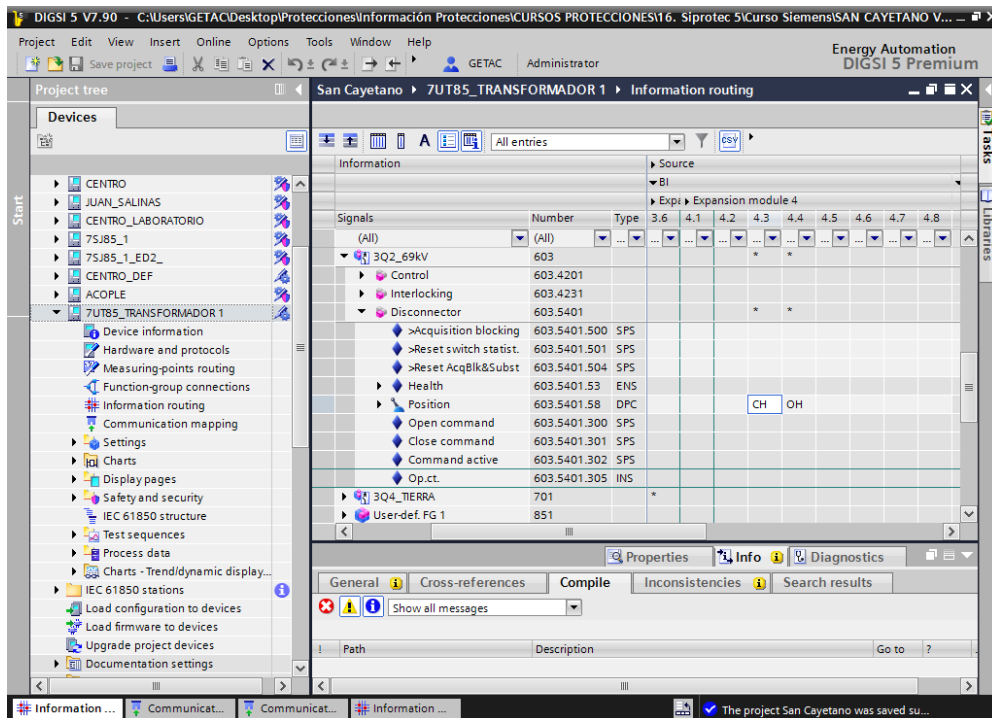 DIGSI 5 V7.90 - C:\Users\GETAC\Desktop\Protecciones\Información Protecciones\CURSOS PROTECCIONES\16. Siprotec 5\Curso Siemens\SAN CAYETANO V...
Project Edit View Insert Online Options Tools Window Help
Energy Automation
DIGSI 5 Premium
Save project GETAC Administrator
Project tree
San Cayetano 7UT85_TRANSFORMADOR 1 Information routing
Devices
Start
Tasks
Libraries
A All entries csv
Information Source
BI
Expansion module 4
Signals Number Type 3.6 4.1 4.2 4.3 4.4 4.5 4.6 4.7 4.8
(All) (All) ... ... ... ... ... ... ... ... ... ...
CENTRO
JUAN_SALINAS
CENTRO_LABORATORIO
7SJ85_1
7SJ85_1_ED2_
CENTRO_DEF
ACOPLE
7UT85_TRANSFORMADOR 1
Device information
Hardware and protocols
Measuring-points routing
Function-group connections
Information routing
Communication mapping
Settings
Charts
Display pages
Safety and security
IEC 61850 structure
Test sequences
Process data
Charts - Trend/dynamic display...
IEC 61850 stations
Load configuration to devices
Load firmware to devices
Upgrade project devices
Documentation settings
3Q2_69kV 603 * *
Control 603.4201
Interlocking 603.4231
Disconnector 603.5401 * *
>Acquisition blocking 603.5401.500 SPS
>Reset switch statist. 603.5401.501 SPS
>Reset AcqBlk&Subst 603.5401.504 SPS
Health 603.5401.53 ENS
Position 603.5401.58 DPC CH OH
Open command 603.5401.300 SPS
Close command 603.5401.301 SPS
Command active 603.5401.302 SPS
Op.ct. 603.5401.305 INS
3Q4_TIERRA 701 *
User-def. FG 1 851
Properties Info Diagnostics
General Cross-references Compile Inconsistencies Search results
Show all messages
! Path Description Go to ?
Information ... Communicat... Communicat... Information ...
The project San Cayetano was saved su...